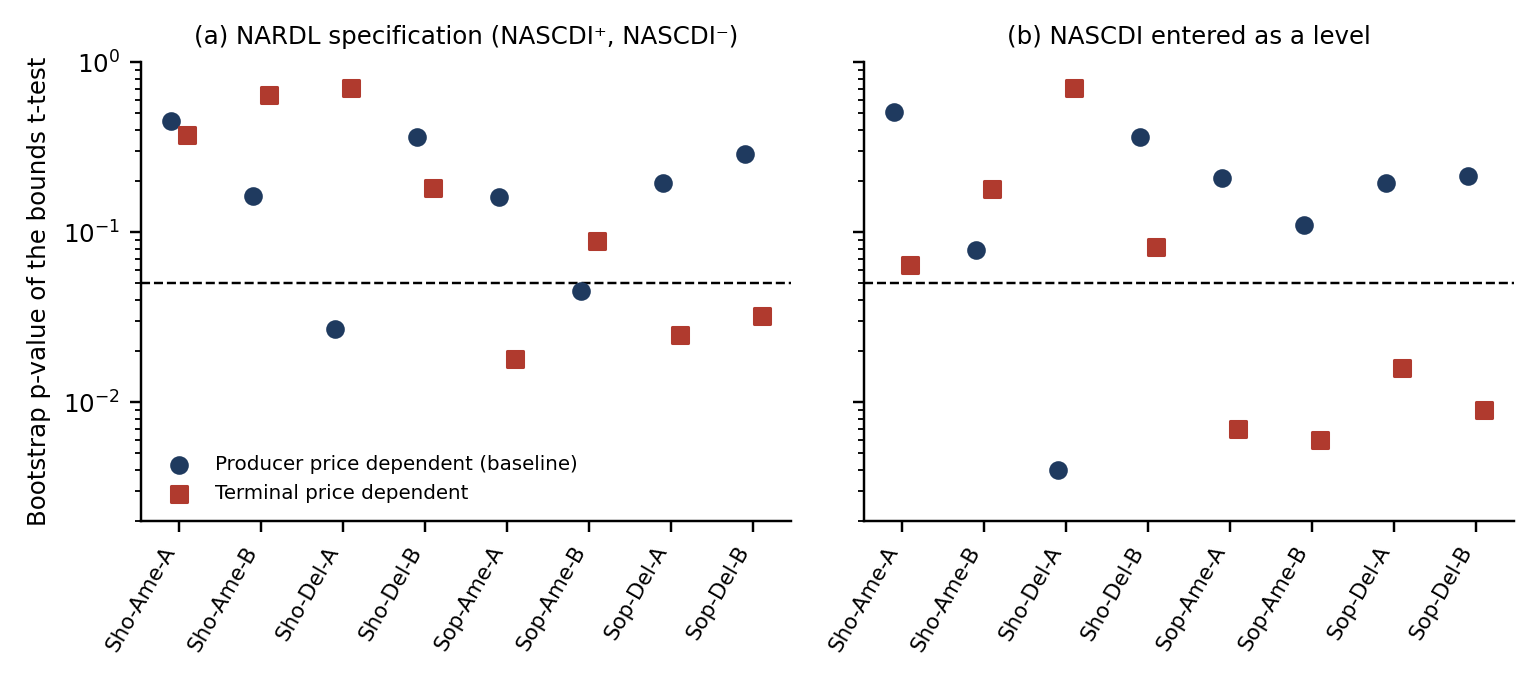 (a) NARDL specification (NASCDI⁺, NASCDI⁻)
(b) NASCDI entered as a level
Bootstrap p-value of the bounds t-test
10⁰
10⁻¹
10⁻²
Producer price dependent (baseline)
Terminal price dependent
Sho-Ame-A
Sho-Ame-B
Sho-Del-A
Sho-Del-B
Sop-Ame-A
Sop-Ame-B
Sop-Del-A
Sop-Del-B
Sho-Ame-A
Sho-Ame-B
Sho-Del-A
Sho-Del-B
Sop-Ame-A
Sop-Ame-B
Sop-Del-A
Sop-Del-B